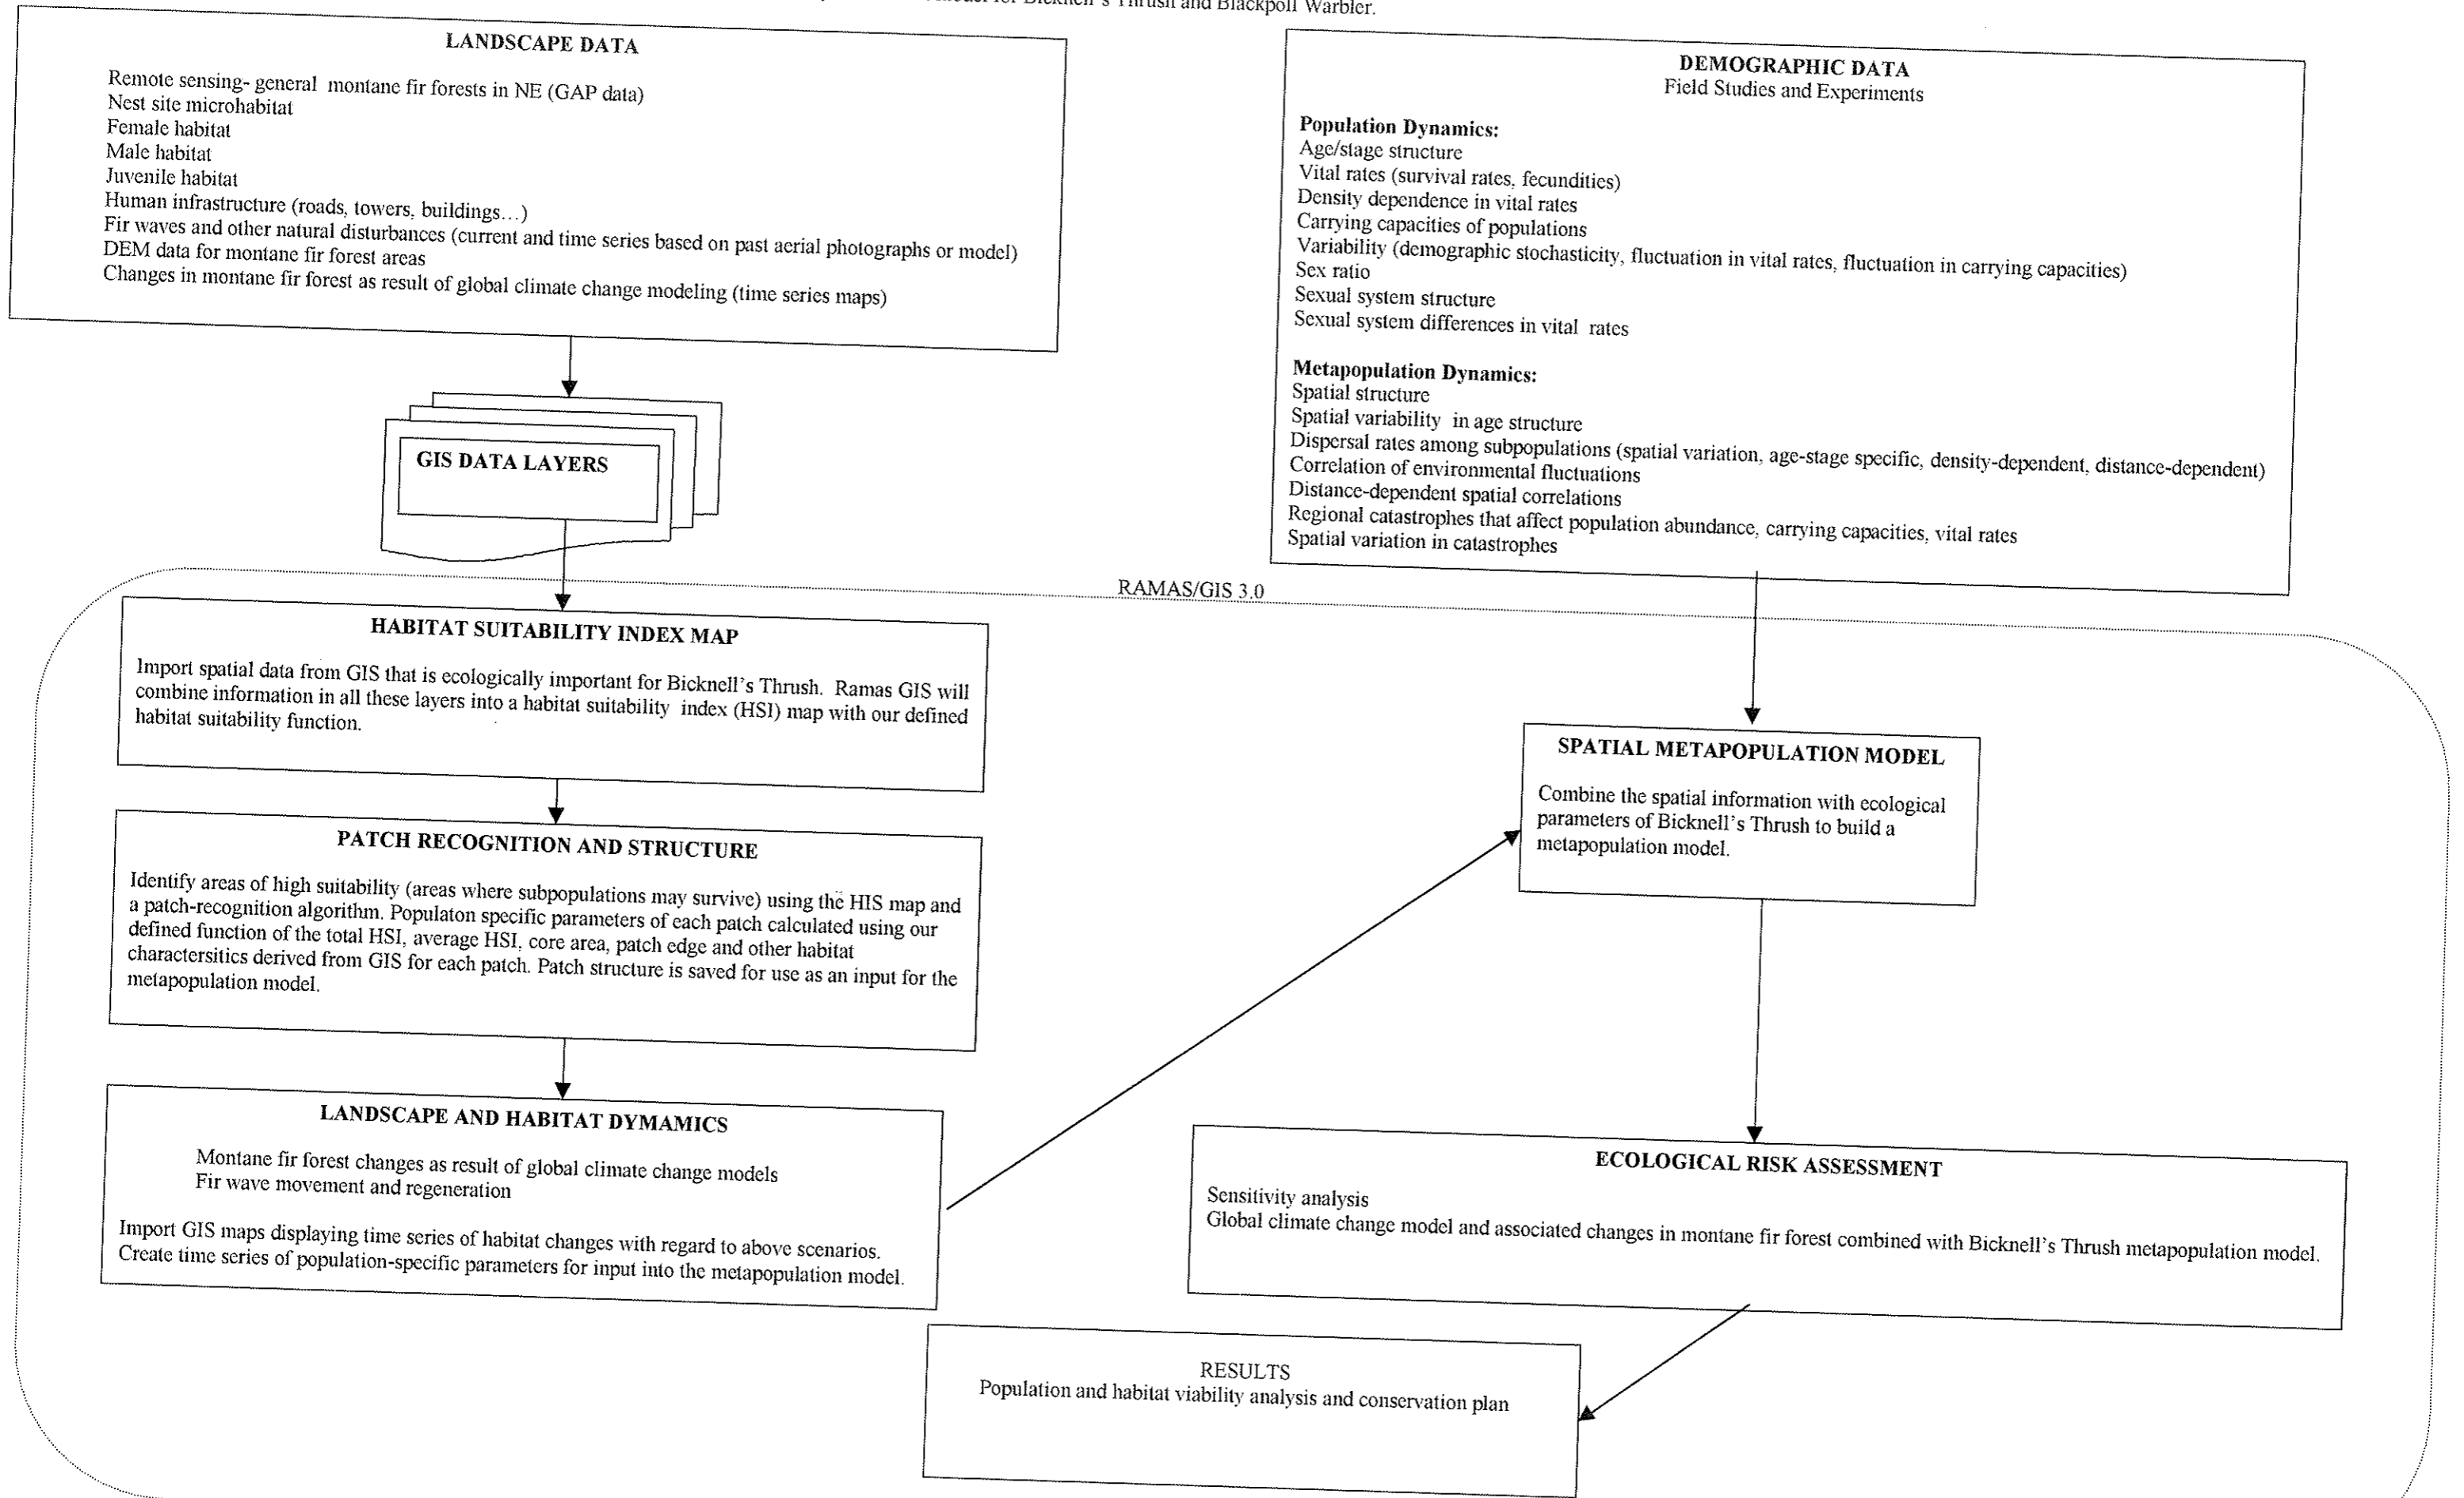 model for Bicknell's Thrush and Blackpoll Warbler.
LANDSCAPE DATA
Remote sensing- general montane fir forests in NE (GAP data)
Nest site microhabitat
Female habitat
Male habitat
Juvenile habitat
Human infrastructure (roads, towers, buildings…)
Fir waves and other natural disturbances (current and time series based on past aerial photographs or model)
DEM data for montane fir forest areas
Changes in montane fir forest as result of global climate change modeling (time series maps)
DEMOGRAPHIC DATA
Field Studies and Experiments
Population Dynamics:
Age/stage structure
Vital rates (survival rates, fecundities)
Density dependence in vital rates
Carrying capacities of populations
Variability (demographic stochasticity, fluctuation in vital rates, fluctuation in carrying capacities)
Sex ratio
Sexual system structure
Sexual system differences in vital rates
Metapopulation Dynamics:
Spatial structure
Spatial variability in age structure
Dispersal rates among subpopulations (spatial variation, age-stage specific, density-dependent, distance-dependent)
Correlation of environmental fluctuations
Distance-dependent spatial correlations
Regional catastrophes that affect population abundance, carrying capacities, vital rates
Spatial variation in catastrophes
GIS DATA LAYERS
RAMAS/GIS 3.0
HABITAT SUITABILITY INDEX MAP
Import spatial data from GIS that is ecologically important for Bicknell's Thrush. Ramas GIS will
combine information in all these layers into a habitat suitability index (HSI) map with our defined
habitat suitability function.
PATCH RECOGNITION AND STRUCTURE
Identify areas of high suitability (areas where subpopulations may survive) using the HIS map and
a patch-recognition algorithm. Populaton specific parameters of each patch calculated using our
defined function of the total HSI, average HSI, core area, patch edge and other habitat
charactersitics derived from GIS for each patch. Patch structure is saved for use as an input for the
metapopulation model.
LANDSCAPE AND HABITAT DYMAMICS
Montane fir forest changes as result of global climate change models
Fir wave movement and regeneration
Import GIS maps displaying time series of habitat changes with regard to above scenarios.
Create time series of population-specific parameters for input into the metapopulation model.
SPATIAL METAPOPULATION MODEL
Combine the spatial information with ecological
parameters of Bicknell's Thrush to build a
metapopulation model.
ECOLOGICAL RISK ASSESSMENT
Sensitivity analysis
Global climate change model and associated changes in montane fir forest combined with Bicknell's Thrush metapopulation model.
RESULTS
Population and habitat viability analysis and conservation plan